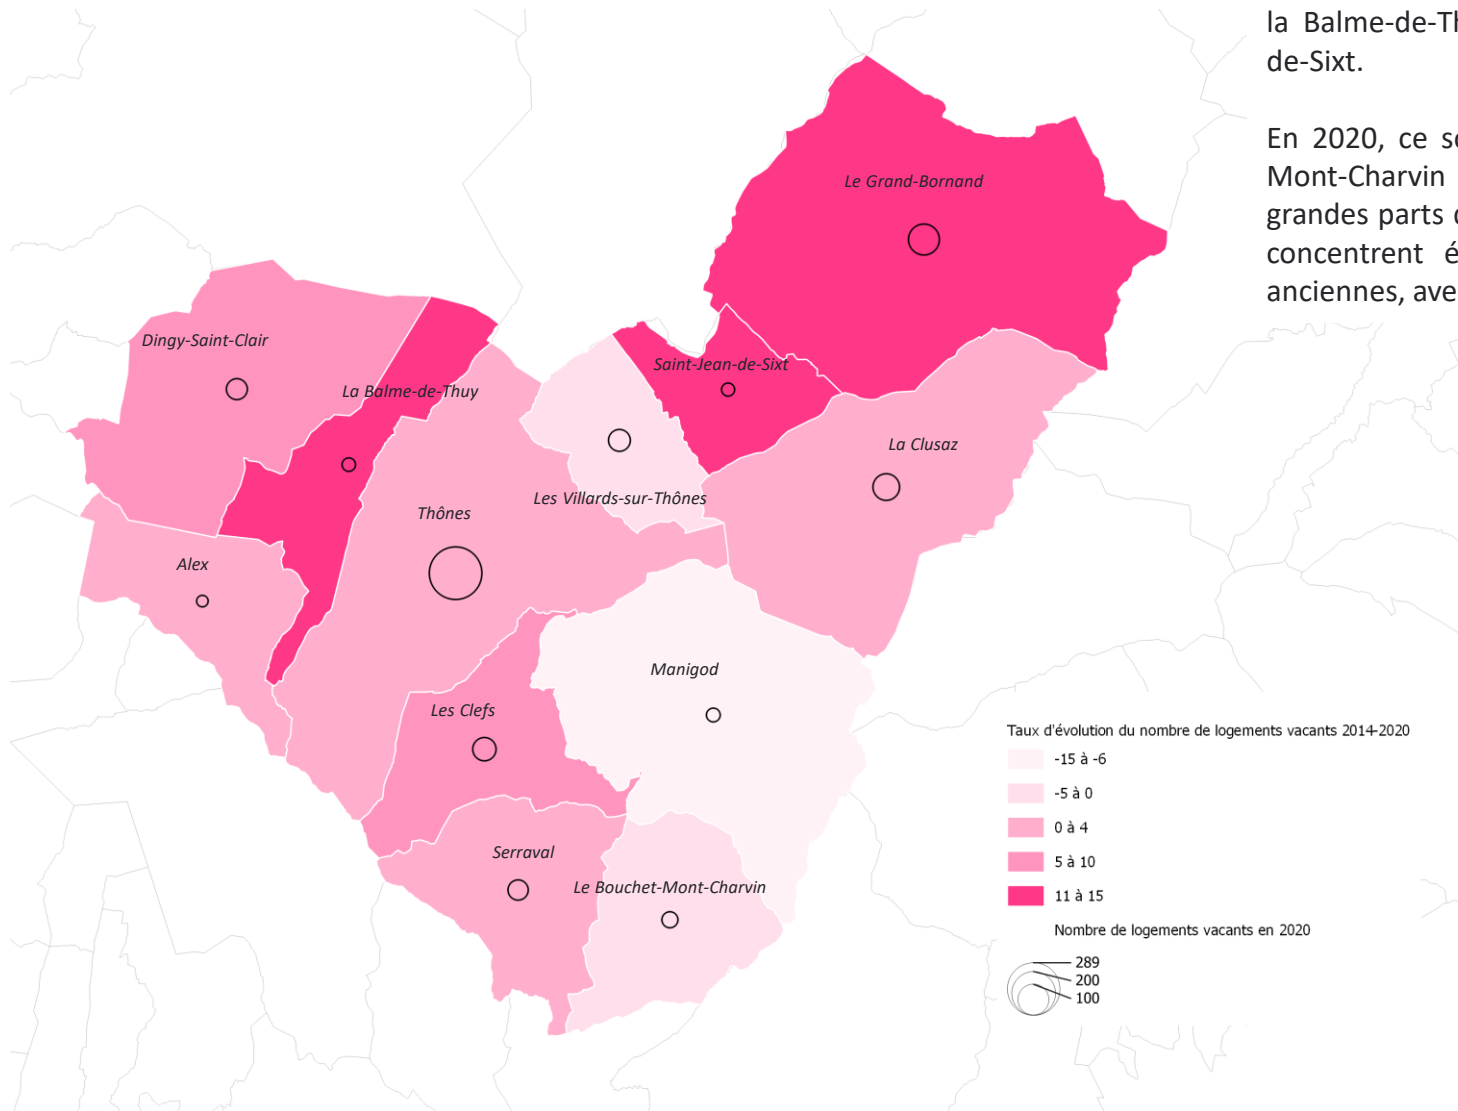 la Balme-de-Th
de-Sixt.
En 2020, ce so
Mont-Charvin
grandes parts
concentrent é
anciennes, ave
Le Grand-Bornand
Dingy-Saint-Clair
Saint-Jean-de-Sixt
La Balme-de-Thuy
La Clusaz
Les Villards-sur-Thônes
Thônes
Alex
Manigod
Les Clefs
Serraval
Le Bouchet-Mont-Charvin
Taux d'évolution du nombre de logements vacants 2014-2020
-15 à -6
-5 à 0
0 à 4
5 à 10
11 à 15
Nombre de logements vacants en 2020
289
200
100